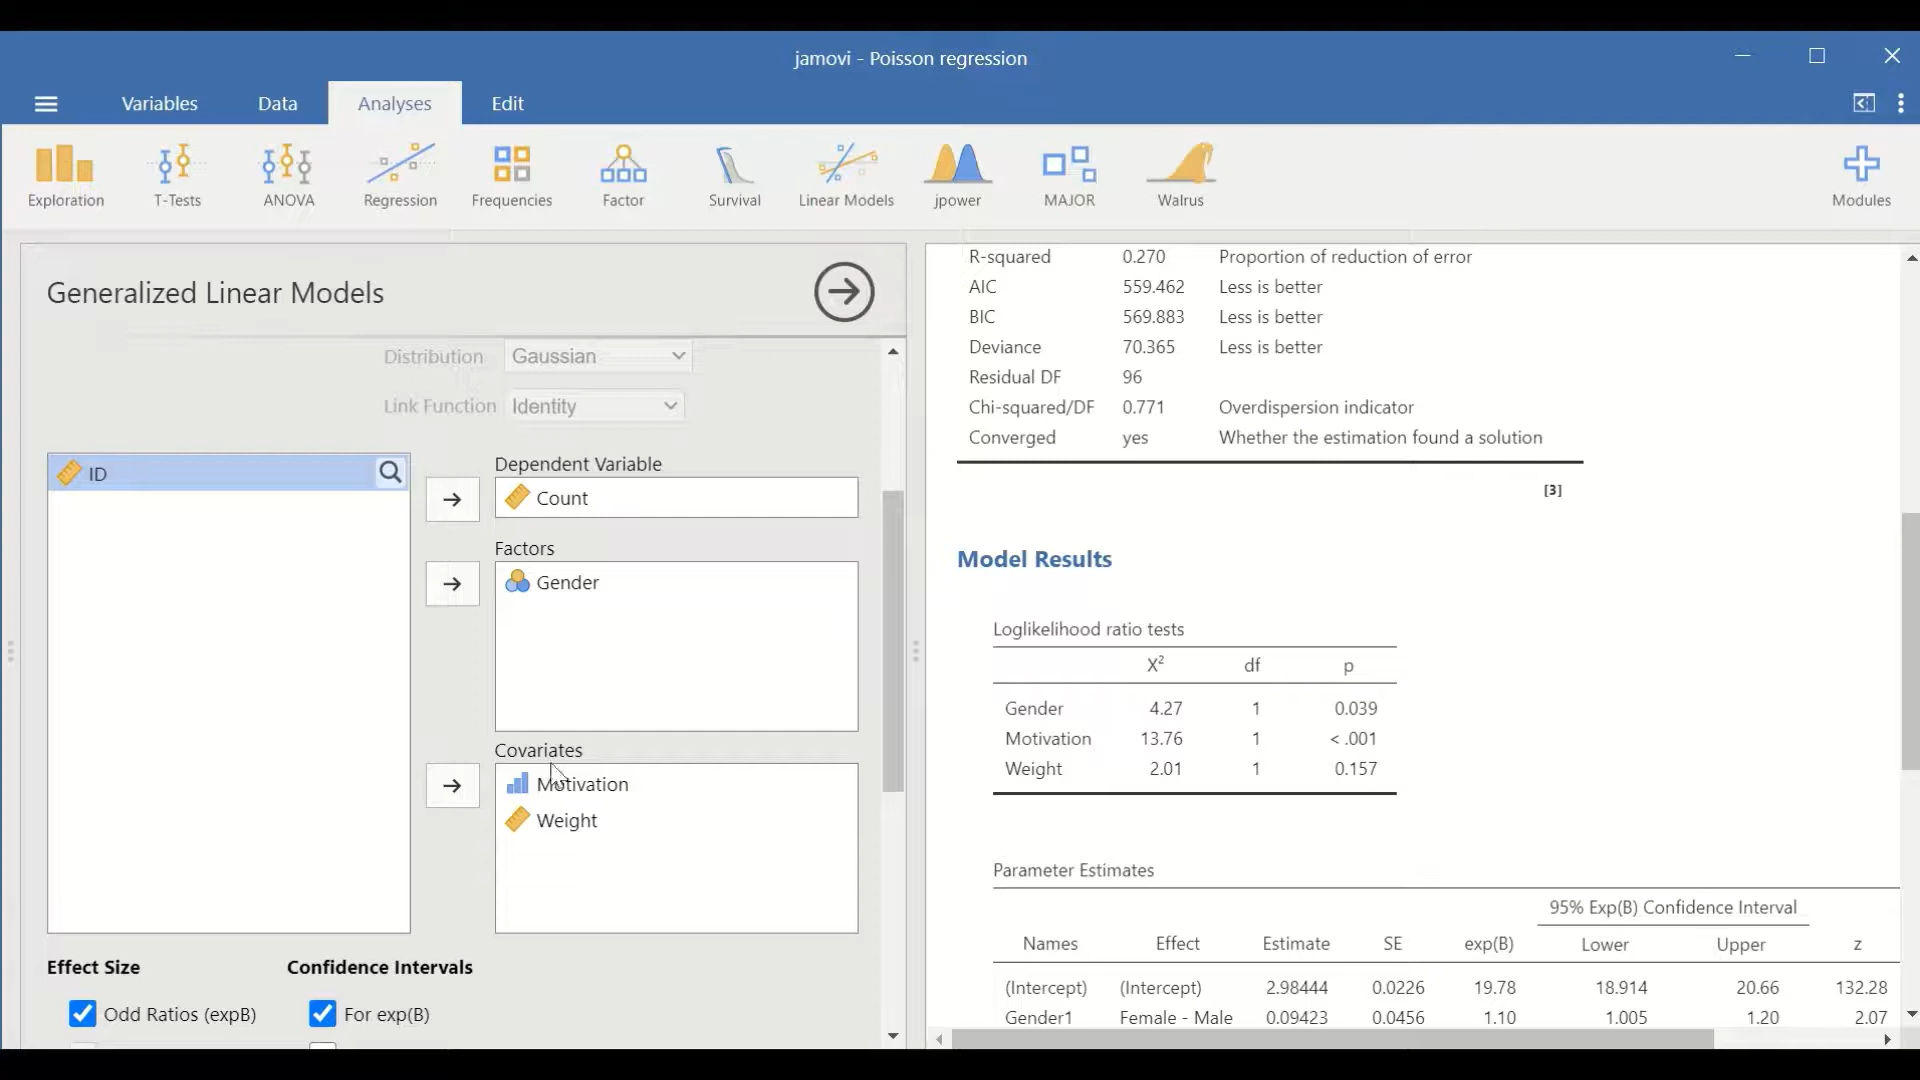 jamovi - Poisson regression
Variables Data Analyses Edit
Exploration T-Tests ANOVA Regression Frequencies Factor Survival Linear Models jpower MAJOR Walrus Modules
Generalized Linear Models
Distribution Gaussian
Link Function Identity
ID
Dependent Variable
Count
Factors
Gender
Covariates
Motivation
Weight
Effect Size Confidence Intervals
Odd Ratios (expB) For exp(B)
R-squared 0.270 Proportion of reduction of error
AIC 559.462 Less is better
BIC 569.883 Less is better
Deviance 70.365 Less is better
Residual DF 96
Chi-squared/DF 0.771 Overdispersion indicator
Converged yes Whether the estimation found a solution
[3]
Model Results
Loglikelihood ratio tests
X² df p
Gender 4.27 1 0.039
Motivation 13.76 1 < .001
Weight 2.01 1 0.157
Parameter Estimates
95% Exp(B) Confidence Interval
Names Effect Estimate SE exp(B) Lower Upper z
(Intercept) (Intercept) 2.98444 0.0226 19.78 18.914 20.66 132.28
Gender1 Female - Male 0.09423 0.0456 1.10 1.005 1.20 2.07